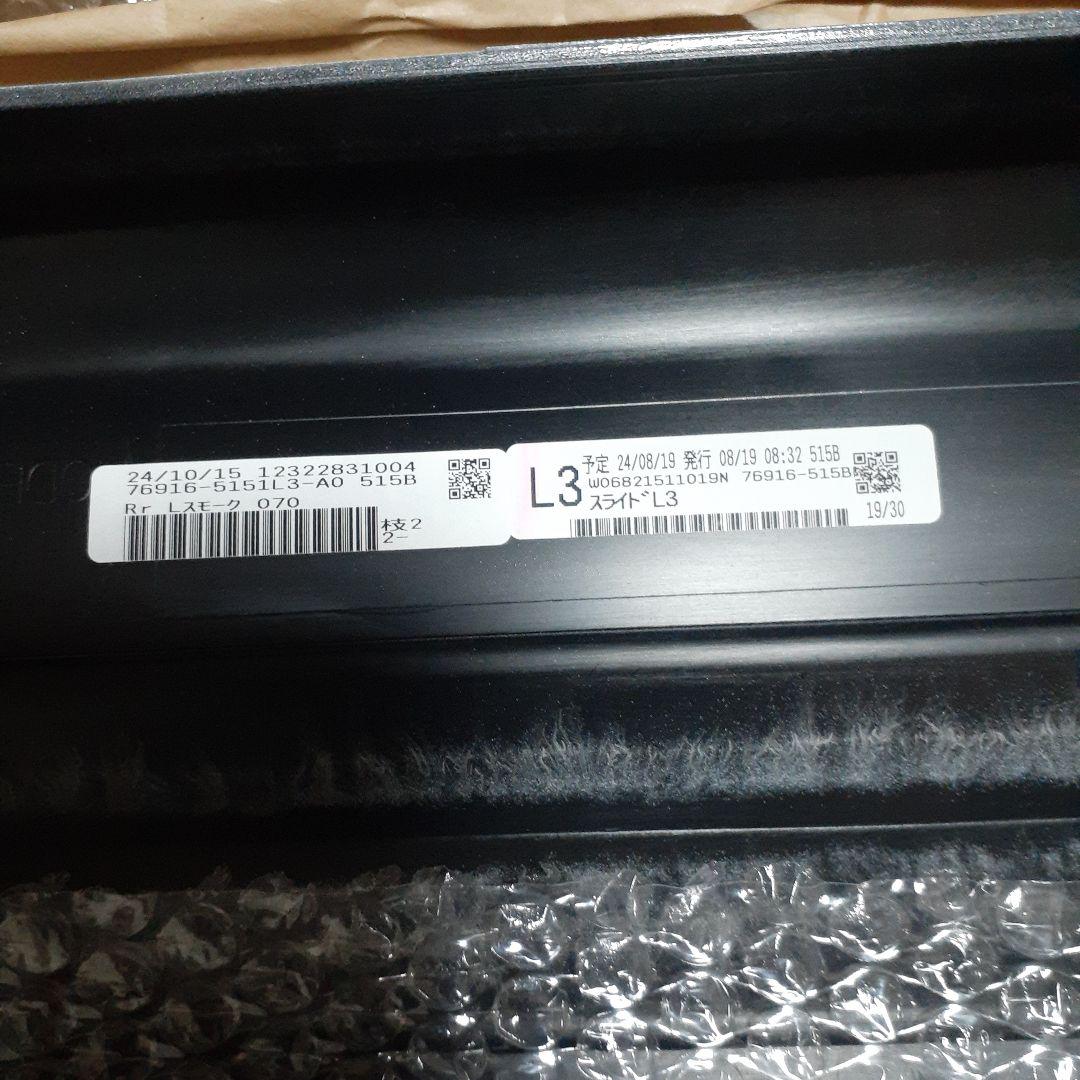 24/10/15 12322831004
76916-5151L3-A0 515B
Rr Lスモーク 070
枝2
2-
L3
予定 24/08/19 発行 08/19 08:32 515B
W06821511019N 76916-515B
スライドL3
19/30